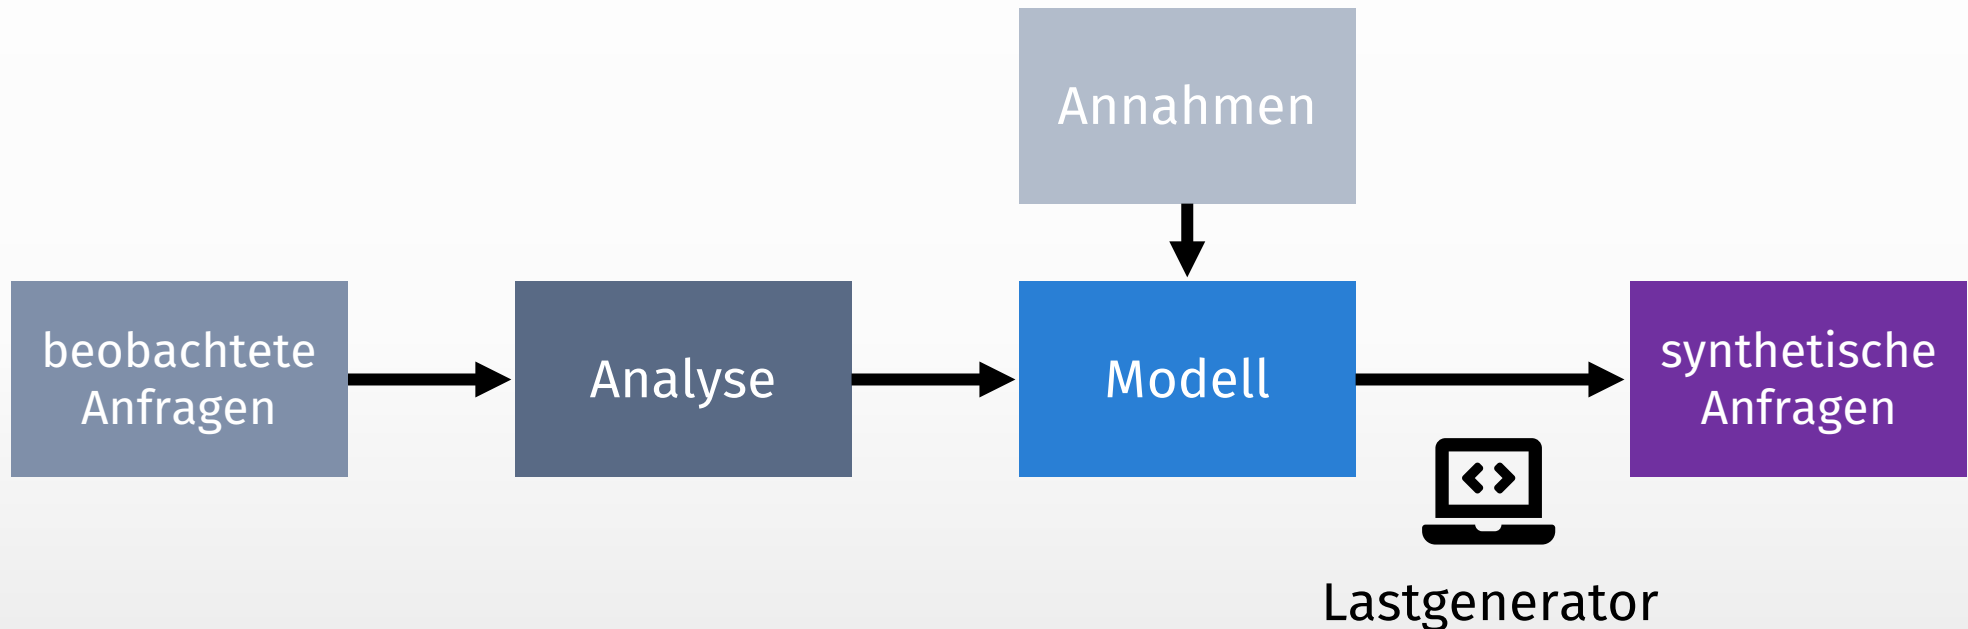 Annahmen
beobachtete
Anfragen
Analyse
Modell
synthetische
Anfragen
Lastgenerator